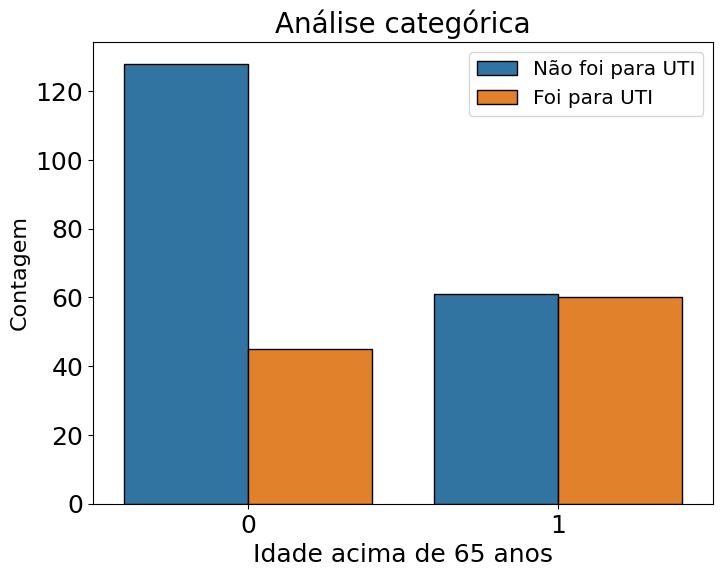 Análise categórica
Não foi para UTI
Foi para UTI
Contagem
120
100
80
60
40
20
0
0 1
Idade acima de 65 anos